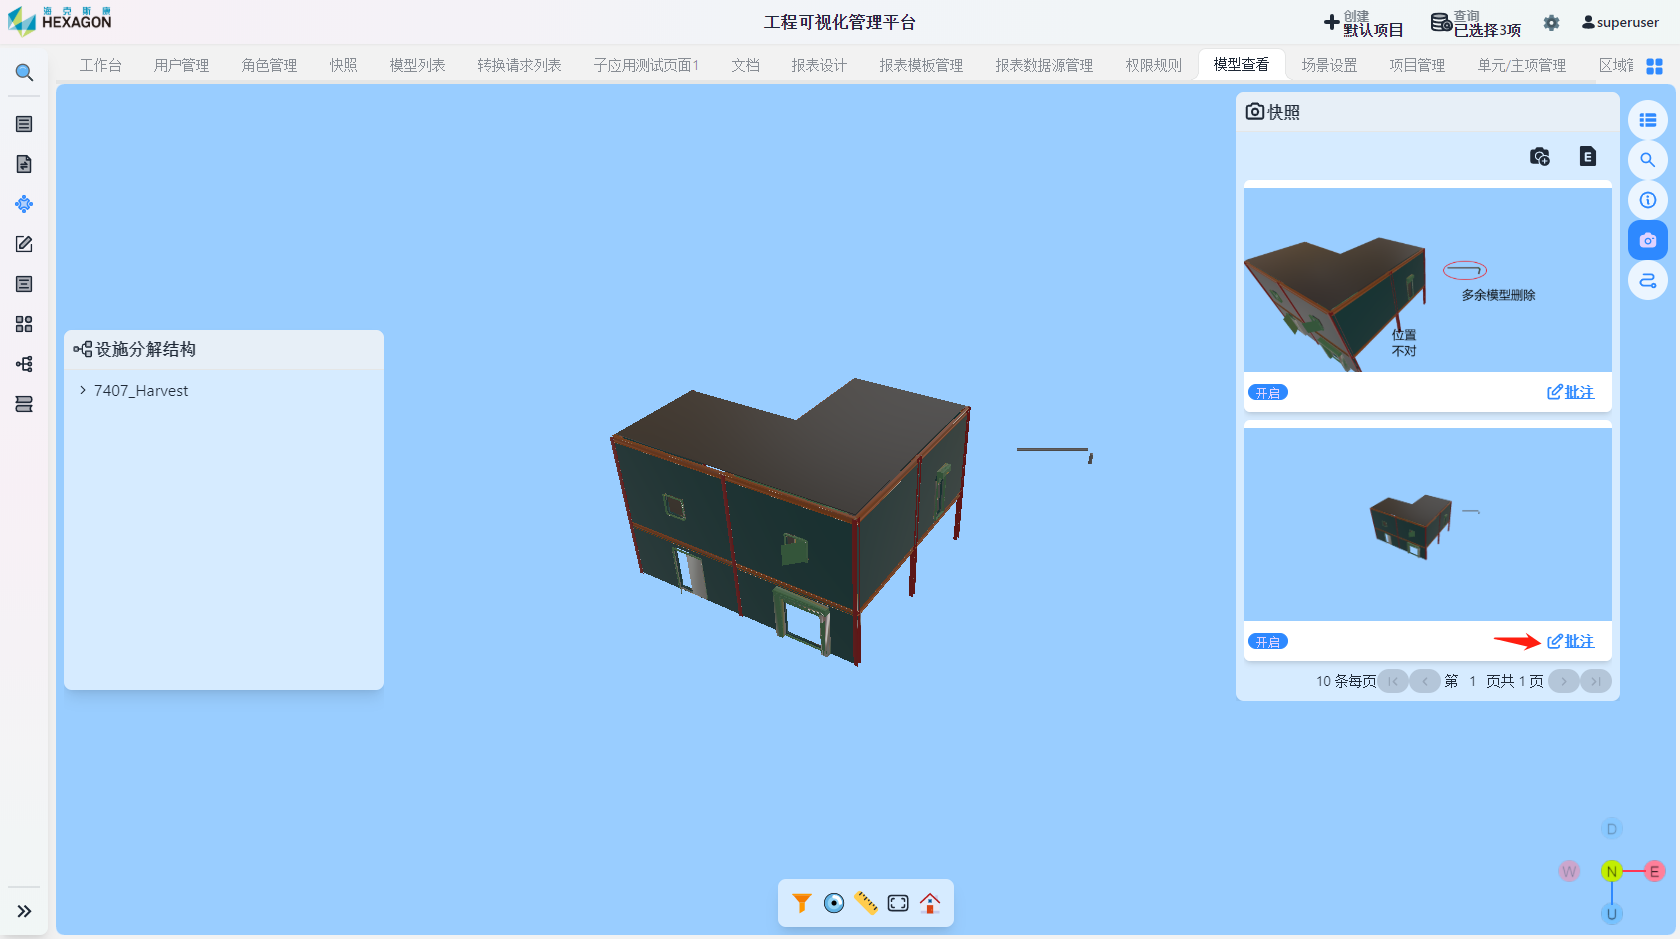 海克斯康
HEXAGON
工程可视化管理平台
创建
默认项目
查询
已选择3项
superuser
工作台
用户管理
角色管理
快照
模型列表
转换请求列表
子应用测试页面1
文档
报表设计
报表模板管理
报表数据源管理
权限规则
模型查看
场景设置
项目管理
单元/主项管理
区域管
快照
E
多余模型删除
位置
不对
开启
批注
开启
批注
10 条每页
第 1 页共 1 页
设施分解结构
7407_Harvest
D
W
N
E
U